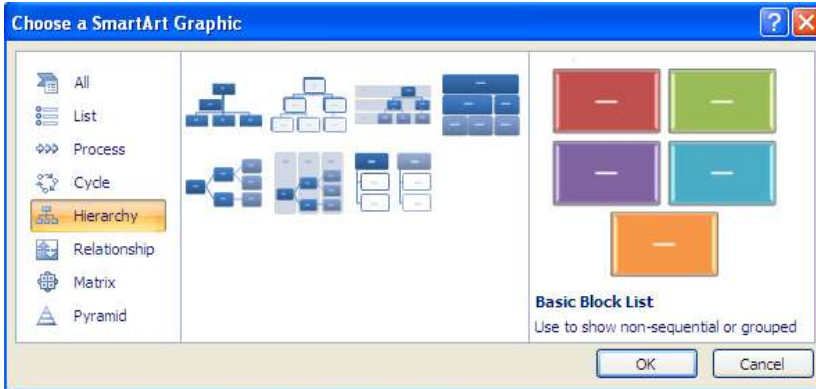 Choose a SmartArt Graphic
All
List
Process
Cycle
Hierarchy
Relationship
Matrix
Pyramid
Basic Block List
Use to show non-sequential or grouped
OK
Cancel